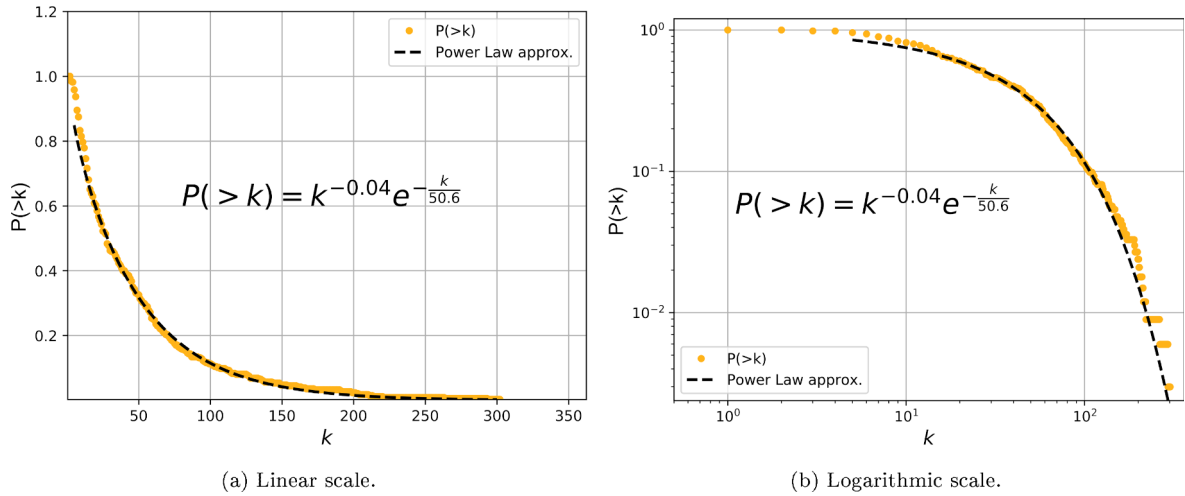 1.2
1.0
0.8
0.6
0.4
0.2
P(>k)
P(>k)
Power Law approx.
P(> k) = k^{-0.04} e^{-\frac{k}{50.6}}
50 100 150 200 250 300 350
k
(a) Linear scale.
10^0
10^{-1}
10^{-2}
P(>k)
P(> k) = k^{-0.04} e^{-\frac{k}{50.6}}
P(>k)
Power Law approx.
10^0 10^1 10^2
k
(b) Logarithmic scale.